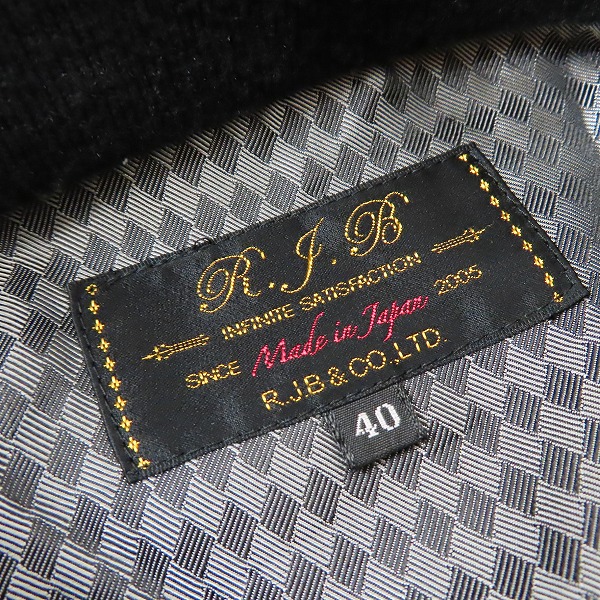 R.J.B
INFINITE SATISFACTION
SINCE Made in Japan 2005
R.J.B & CO.,LTD.
40